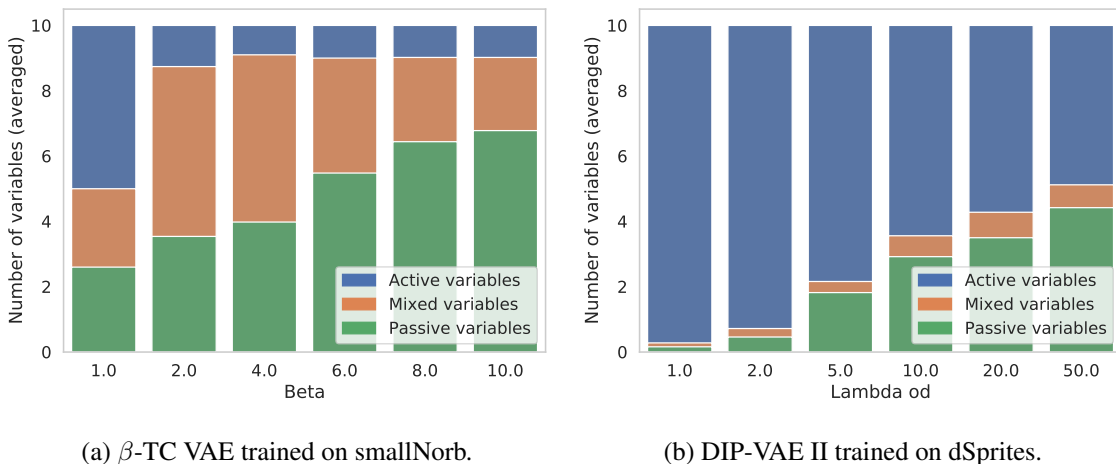 10
8
6
4
2
0
Number of variables (averaged)
Active variables
Mixed variables
Passive variables
1.0 2.0 4.0 6.0 8.0 10.0
Beta
(a) β-TC VAE trained on smallNorb.
10
8
6
4
2
0
Number of variables (averaged)
Active variables
Mixed variables
Passive variables
1.0 2.0 5.0 10.0 20.0 50.0
Lambda od
(b) DIP-VAE II trained on dSprites.